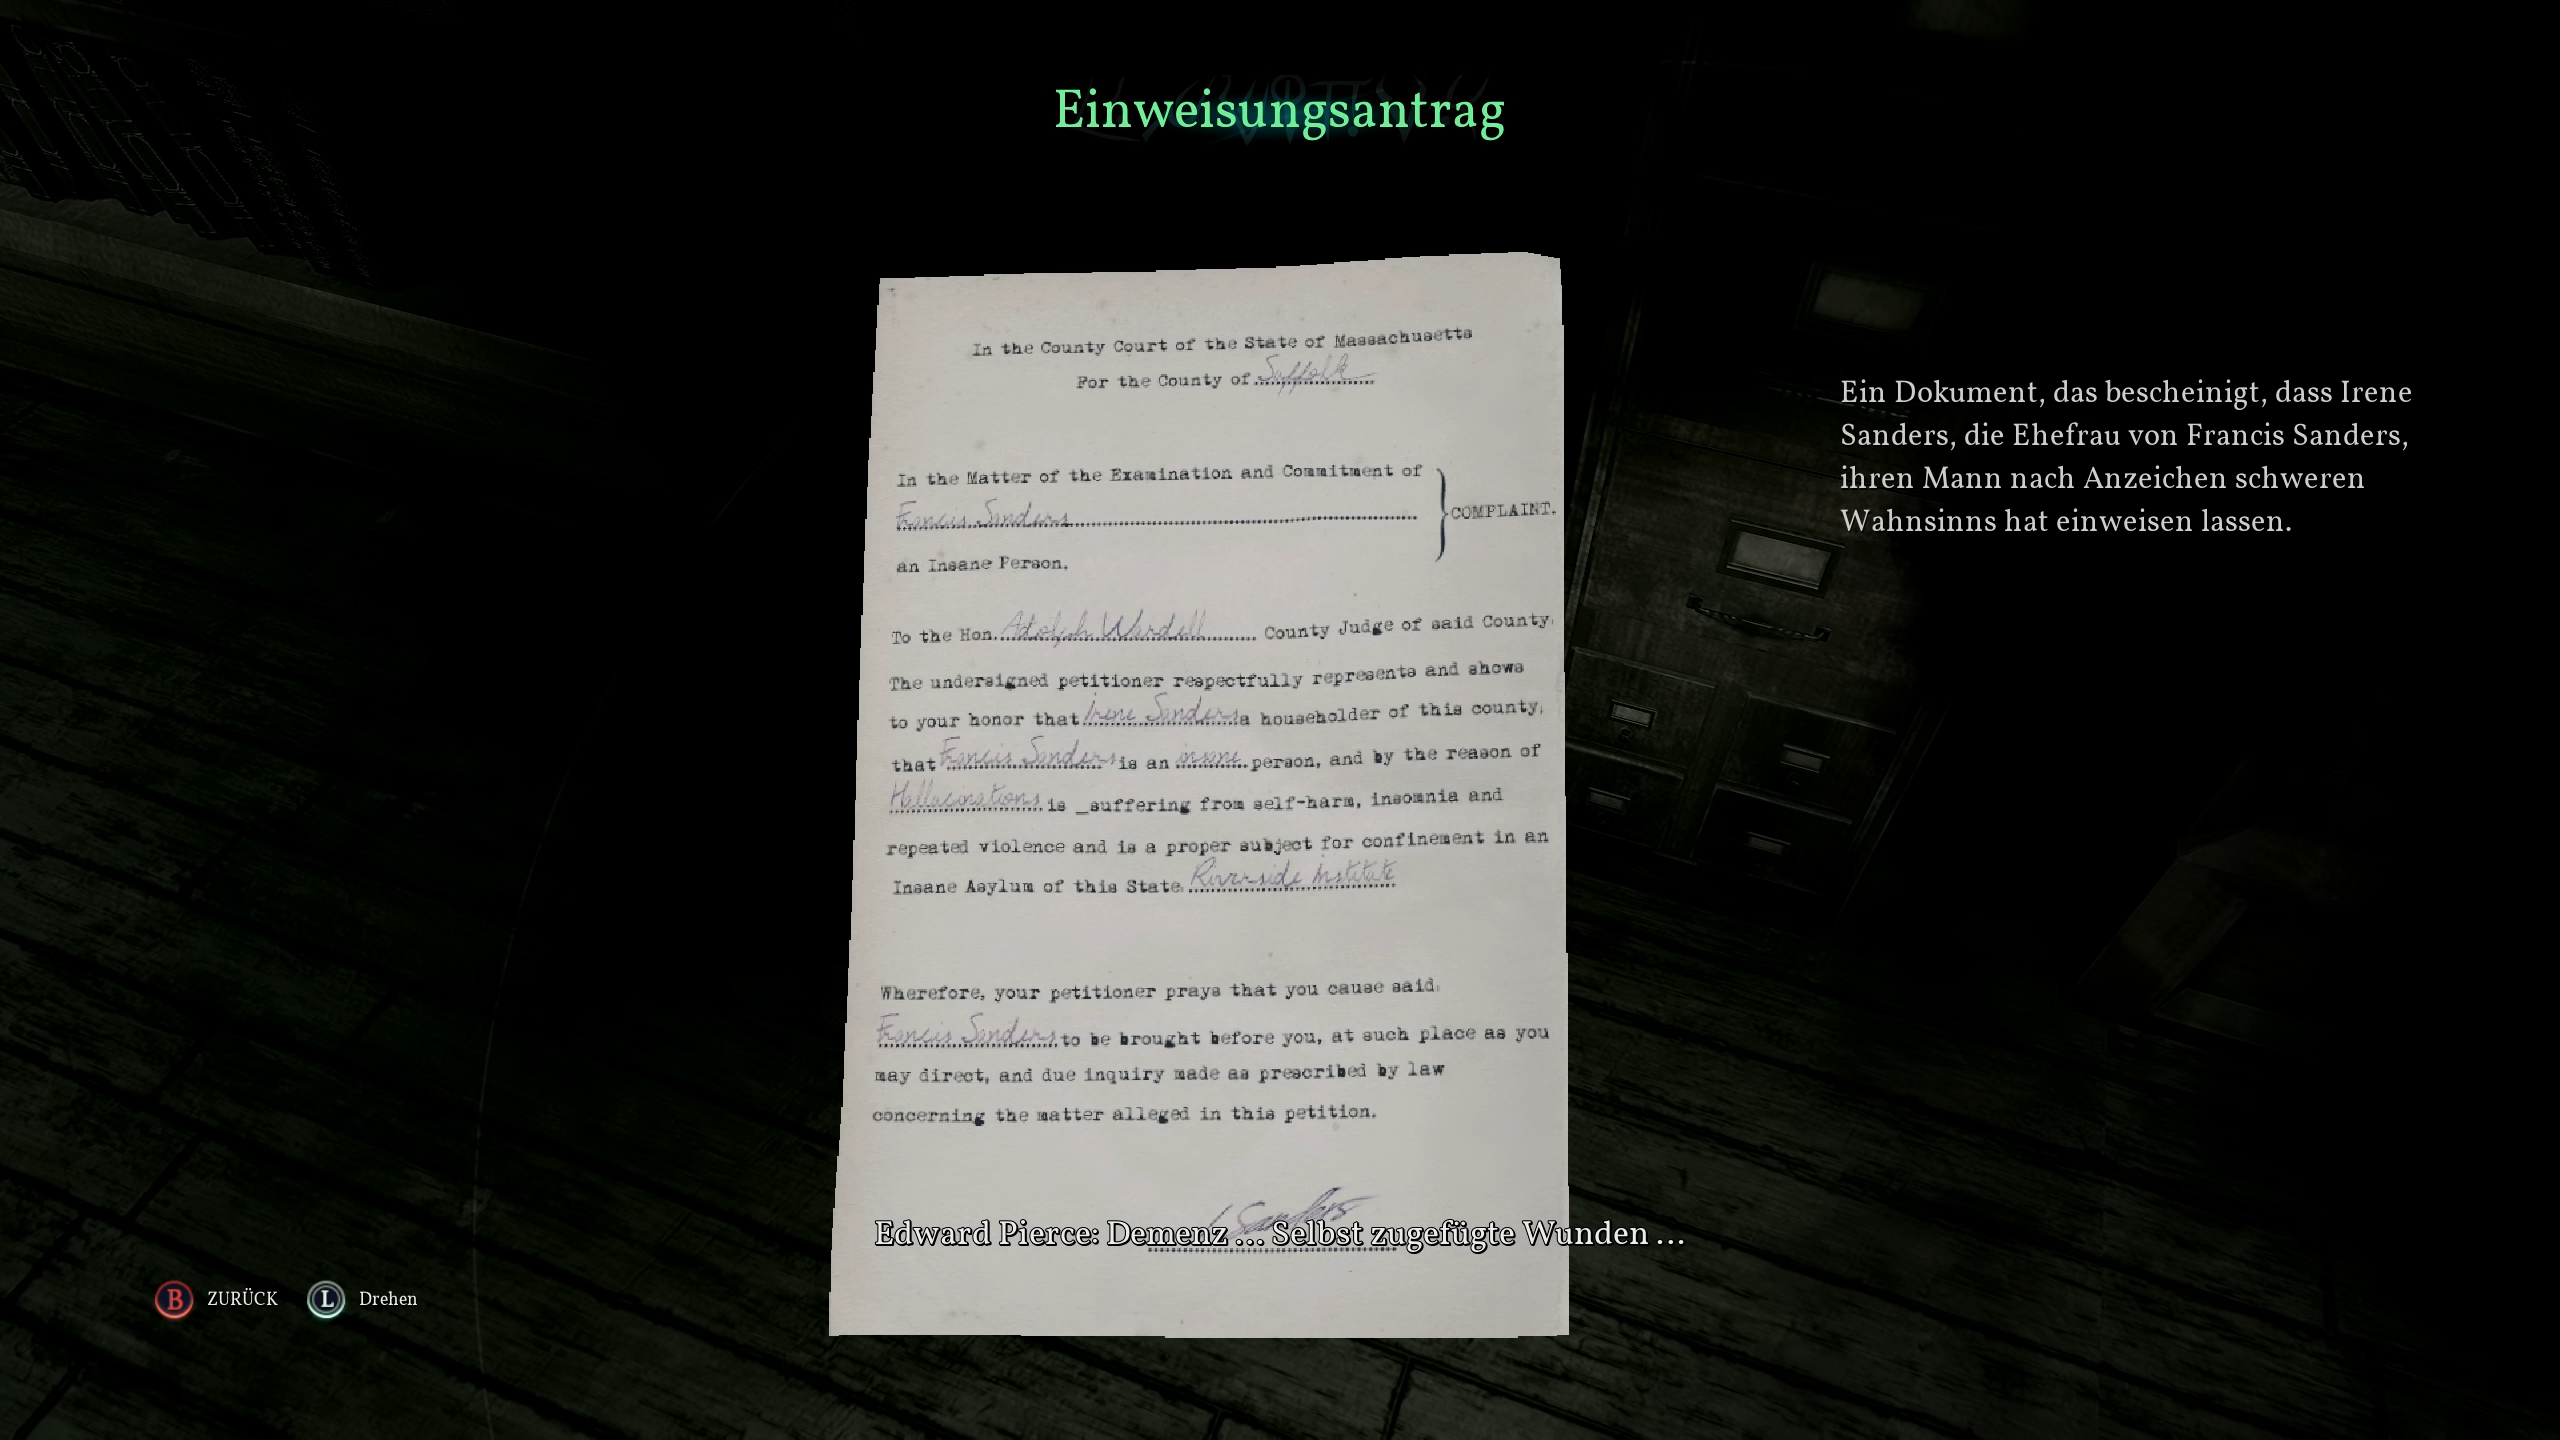 Einweisungsantrag
In the County Court of the State of Massachusetts
For the County of Suffolk
In the Matter of the Examination and Commitment of
Francis Sanders
COMPLAINT.
an Insane Person.
To the Hon. Adolph Wardell County Judge of said County.
The undersigned petitioner respectfully represents and shows
to your honor that Irene Sanders a householder of this county,
that Francis Sanders is an insane person, and by the reason of
Hallucinations is _suffering from self-harm, insomnia and
repeated violence and is a proper subject for confinement in an
Insane Asylum of this State. Riverside Institute
Wherefore, your petitioner prays that you cause said.
Francis Sanders to be brought before you, at such place as you
may direct, and due inquiry made as prescribed by law
concerning the matter alleged in this petition.
I Sanders
Ein Dokument, das bescheinigt, dass Irene
Sanders, die Ehefrau von Francis Sanders,
ihren Mann nach Anzeichen schweren
Wahnsinns hat einweisen lassen.
Edward Pierce: Demenz ... Selbst zugefügte Wunden ...
B ZURÜCK L Drehen